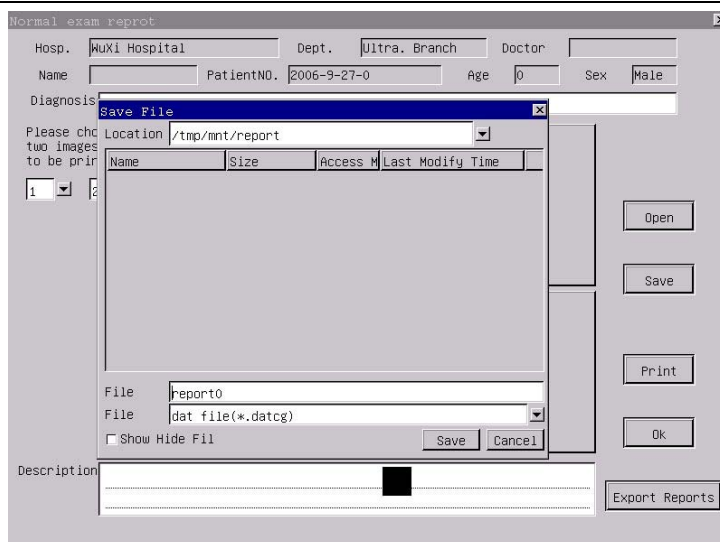 Normal exam reprot
Hosp. WuXi Hospital Dept. Ultra. Branch Doctor
Name PatientNO. 2006-9-27-0 Age 0 Sex Male
Diagnosis
Save File
Location /tmp/mnt/report
Please cho
two images
to be prin
Name Size Access M Last Modify Time
1 2
Open
Save
Print
File report0
File dat file(*.datcg)
Show Hide Fil Save Cancel
Ok
Description
Export Reports